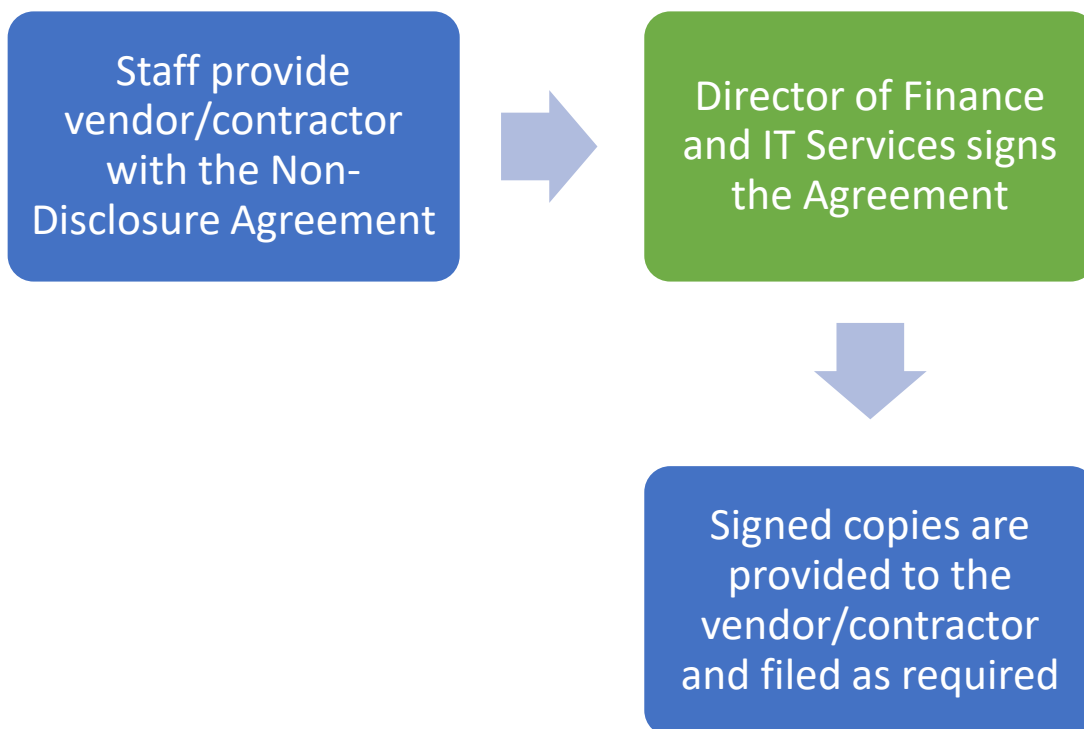 Staff provide
vendor/contractor
with the Non-
Disclosure Agreement
Director of Finance
and IT Services signs
the Agreement
Signed copies are
provided to the
vendor/contractor
and filed as required